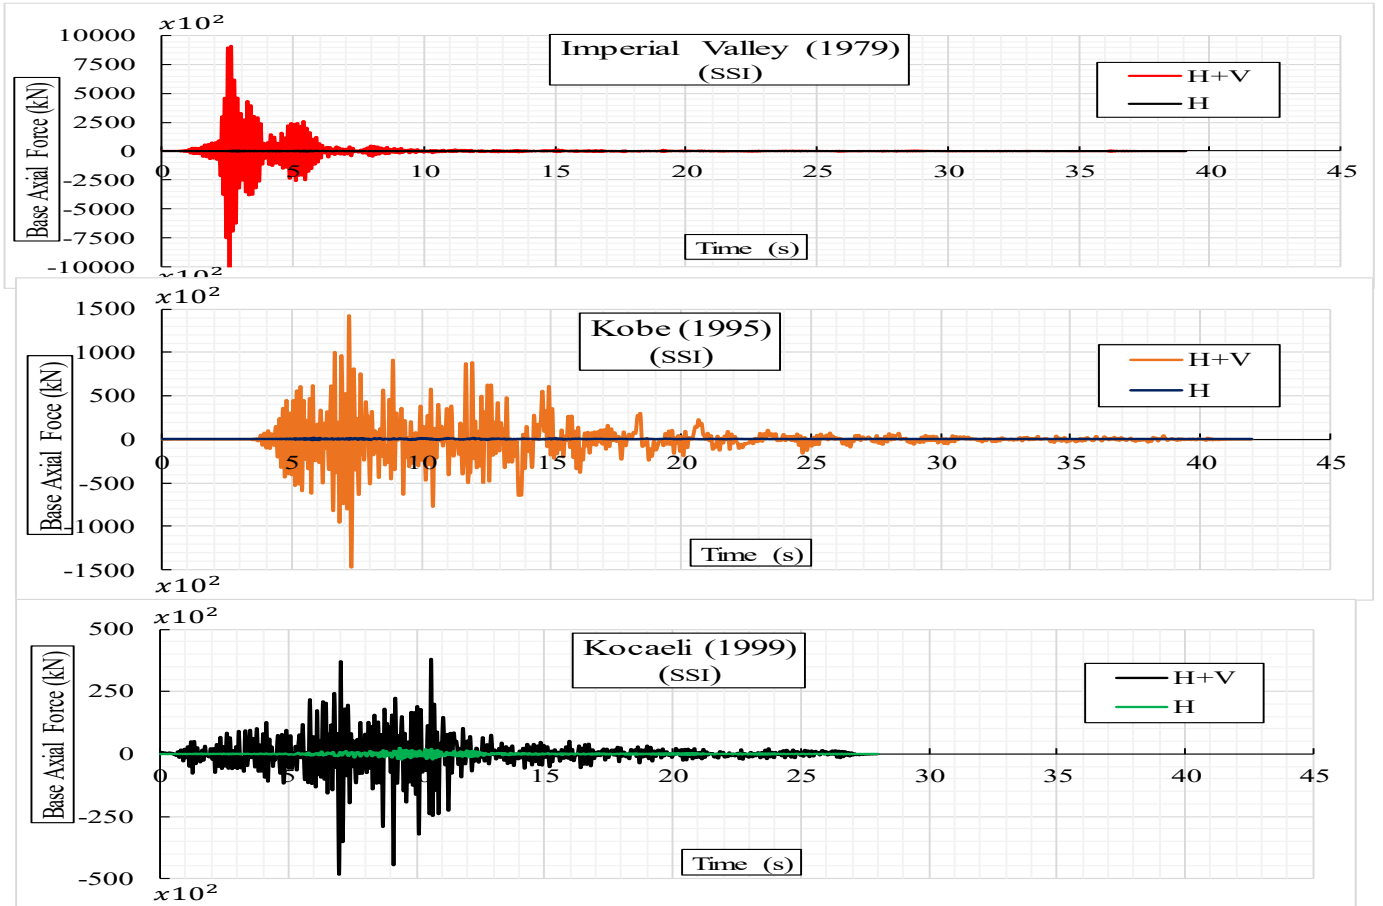 x10²
10000
7500
5000
2500
0
-2500
-5000
-7500
-10000
x10²
Base Axial Force (kN)
Imperial Valley (1979)
(SSI)
H+V
H
0 5 10 15 20 25 30 35 40 45
Time (s)
x10²
1500
1000
500
0
-500
-1000
-1500
x10²
Base Axial Foce (kN)
Kobe (1995)
(SSI)
H+V
H
0 5 10 15 20 25 30 35 40 45
Time (s)
x10²
500
250
0
-250
-500
x10²
Base Axial Force (kN)
Kocaeli (1999)
(SSI)
H+V
H
0 5 10 15 20 25 30 35 40 45
Time (s)